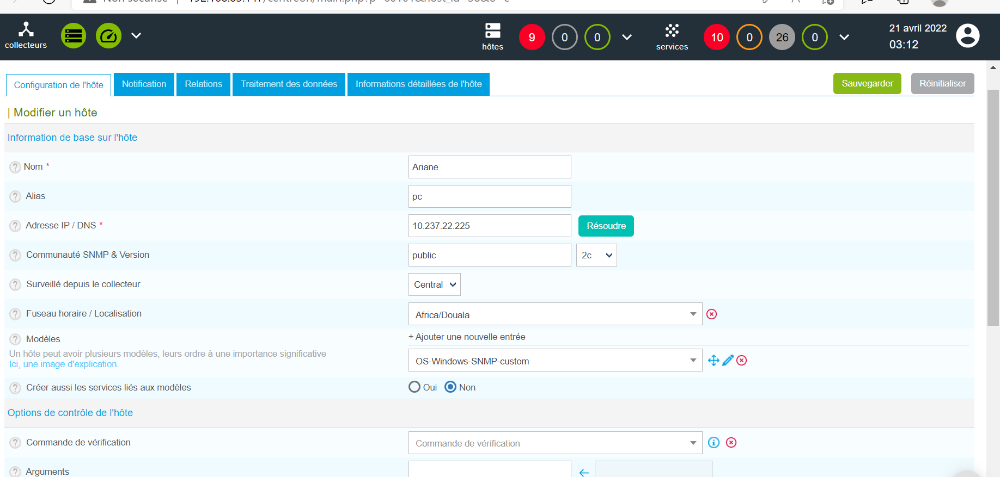 collecteurs
hôtes
9
0
0
services
10
0
26
0
21 avril 2022
03:12
Configuration de l'hôte
Notification
Relations
Traitement des données
Informations détaillées de l'hôte
Sauvegarder
Réinitialiser
| Modifier un hôte
Information de base sur l'hôte
? Nom *
Ariane
? Alias
pc
? Adresse IP / DNS *
10.237.22.225
Résoudre
? Communauté SNMP & Version
public
2c
? Surveillé depuis le collecteur
Central
? Fuseau horaire / Localisation
Africa/Douala
? Modèles
+ Ajouter une nouvelle entrée
Un hôte peut avoir plusieurs modèles, leurs ordre à une importance significative
Ici, une image d'explication.
OS-Windows-SNMP-custom
? Créer aussi les services liés aux modèles
Oui
Non
Options de contrôle de l'hôte
? Commande de vérification
Commande de vérification
? Arguments